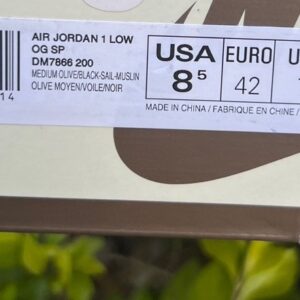 AIR JORDAN 1 LOW
OG SP
DM7866 200
MEDIUM OLIVE/BLACK-SAIL-MUSLIN
OLIVE MOYEN/VOILE/NOIR
14
USA
8 5
EURO
42
U
MADE IN CHINA / FABRIQUE EN CHINE /